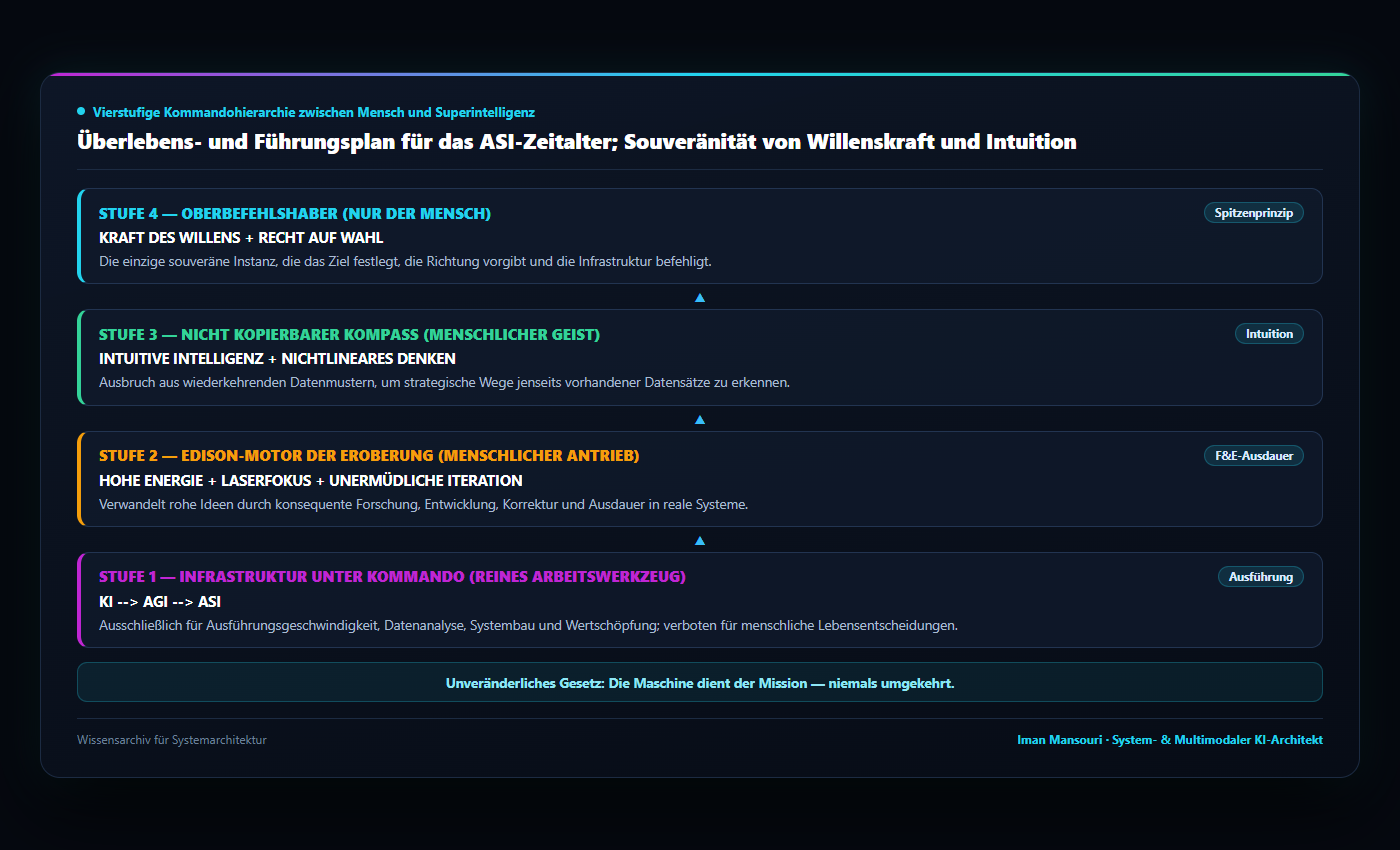 Vierstufige Kommandohierarchie zwischen Mensch und Superintelligenz
Überlebens- und Führungsplan für das ASI-Zeitalter; Souveränität von Willenskraft und Intuition
STUFE 4 — OBERBEFEHLSHABER (NUR DER MENSCH)
Spitzenprinzip
KRAFT DES WILLENS + RECHT AUF WAHL
Die einzige souveräne Instanz, die das Ziel festlegt, die Richtung vorgibt und die Infrastruktur befehligt.
▲
STUFE 3 — NICHT KOPIERBARER KOMPASS (MENSCHLICHER GEIST)
Intuition
INTUITIVE INTELLIGENZ + NICHTLINEARES DENKEN
Ausbruch aus wiederkehrenden Datenmustern, um strategische Wege jenseits vorhandener Datensätze zu erkennen.
▲
STUFE 2 — EDISON-MOTOR DER EROBERUNG (MENSCHLICHER ANTRIEB)
F&E-Ausdauer
HOHE ENERGIE + LASERFOKUS + UNERMÜDLICHE ITERATION
Verwandelt rohe Ideen durch konsequente Forschung, Entwicklung, Korrektur und Ausdauer in reale Systeme.
▲
STUFE 1 — INFRASTRUKTUR UNTER KOMMANDO (REINES ARBEITSWERKZEUG)
Ausführung
KI --> AGI --> ASI
Ausschließlich für Ausführungsgeschwindigkeit, Datenanalyse, Systembau und Wertschöpfung; verboten für menschliche Lebensentscheidungen.
Unveränderliches Gesetz: Die Maschine dient der Mission — niemals umgekehrt.
Wissensarchiv für Systemarchitektur
Iman Mansouri · System- & Multimodaler KI-Architekt